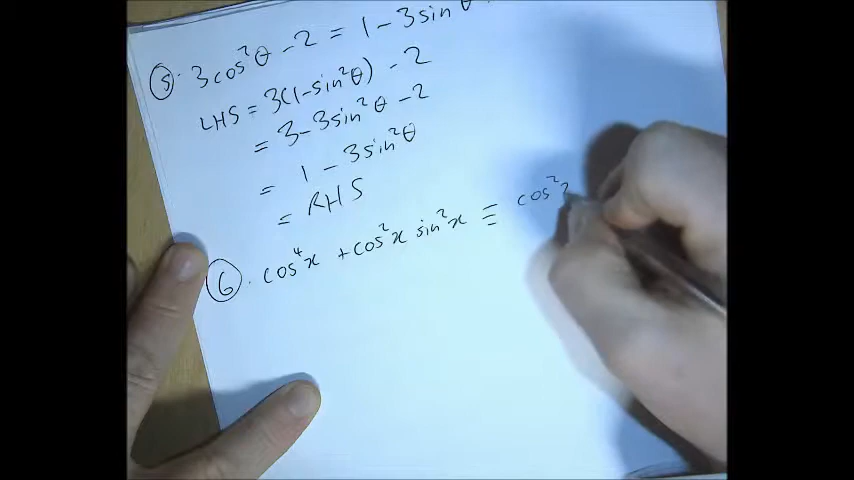 5. 3cos²θ - 2 = 1 - 3sin θ
LHS = 3(1-sin²θ) - 2
= 3-3sin²θ - 2
= 1 - 3sin²θ
= RHS
6. cos⁴x + cos²x sin²x ≡ cos²x